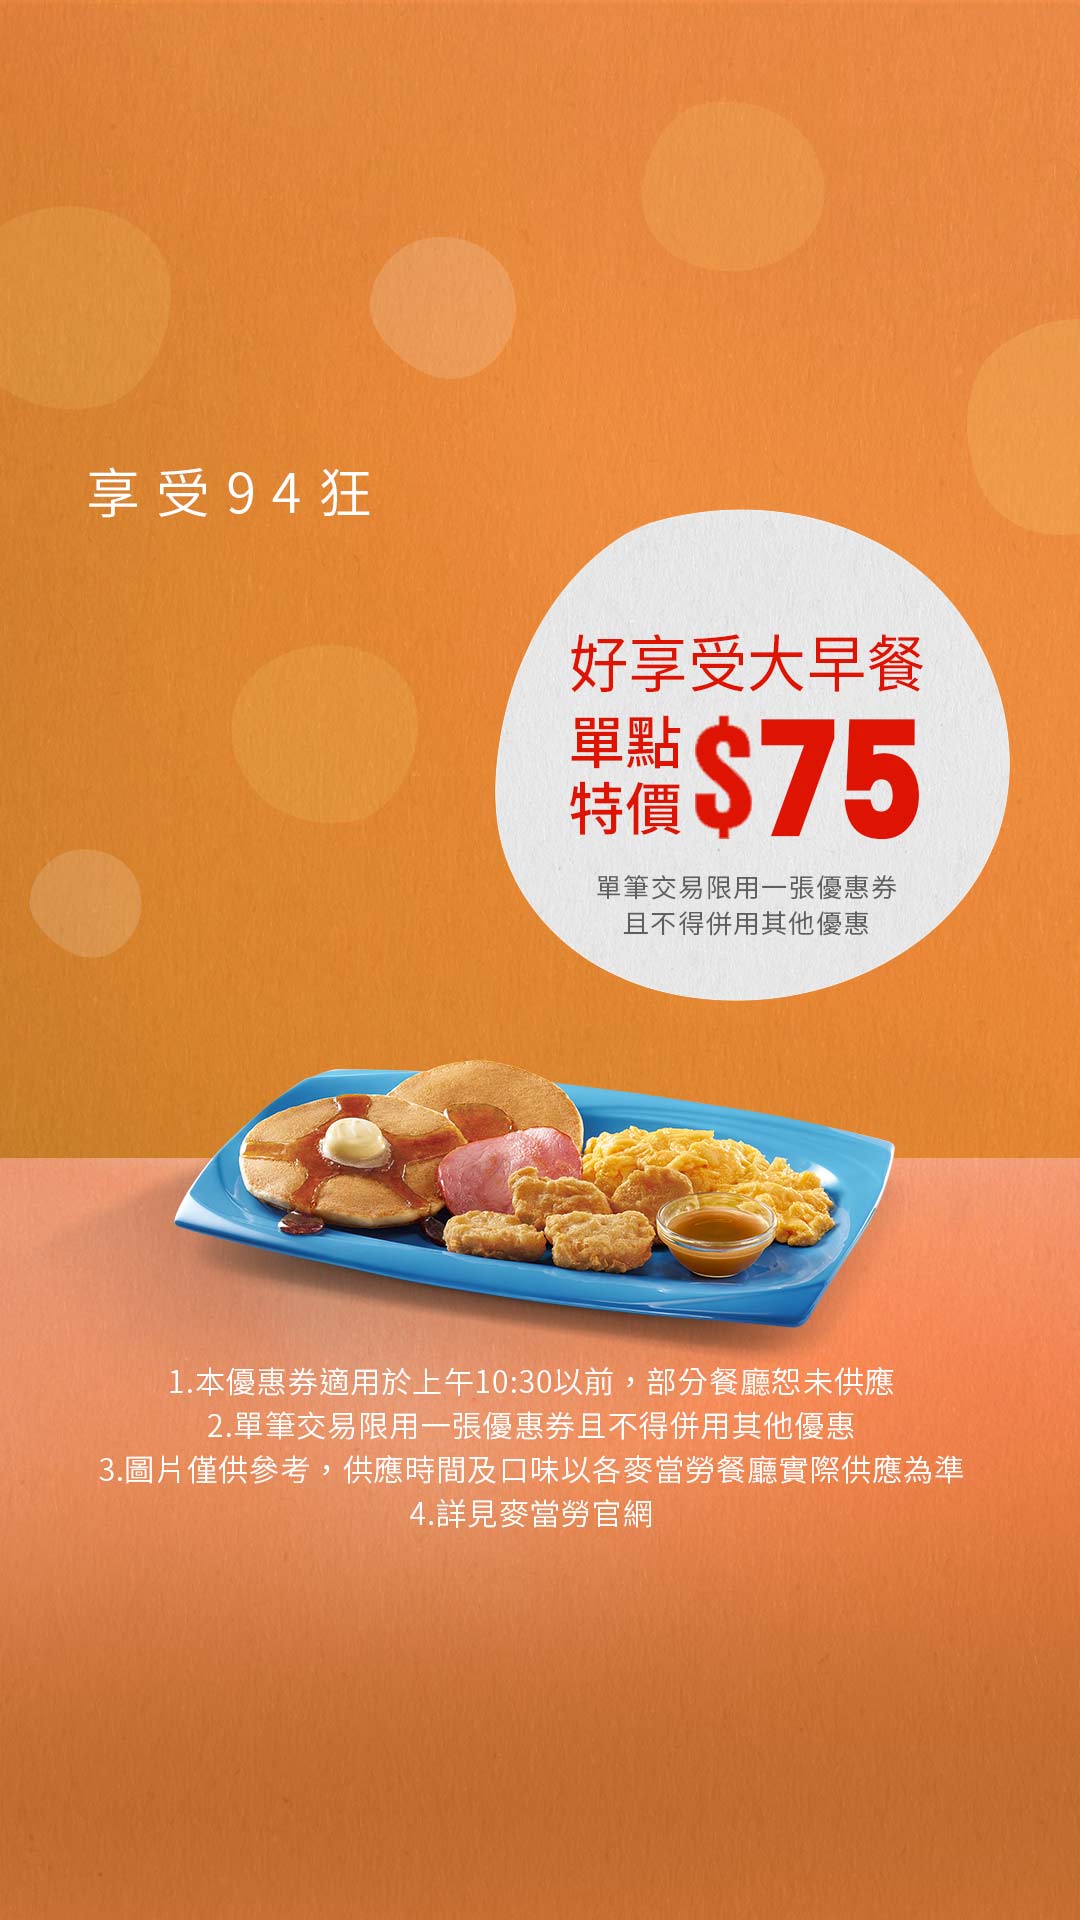 享受94狂
好享受大早餐
單點
特價 $75
單筆交易限用一張優惠券
且不得併用其他優惠
1.本優惠券適用於上午10:30以前，部分餐廳恕未供應
2.單筆交易限用一張優惠券且不得併用其他優惠
3.圖片僅供參考，供應時間及口味以各麥當勞餐廳實際供應為準
4.詳見麥當勞官網